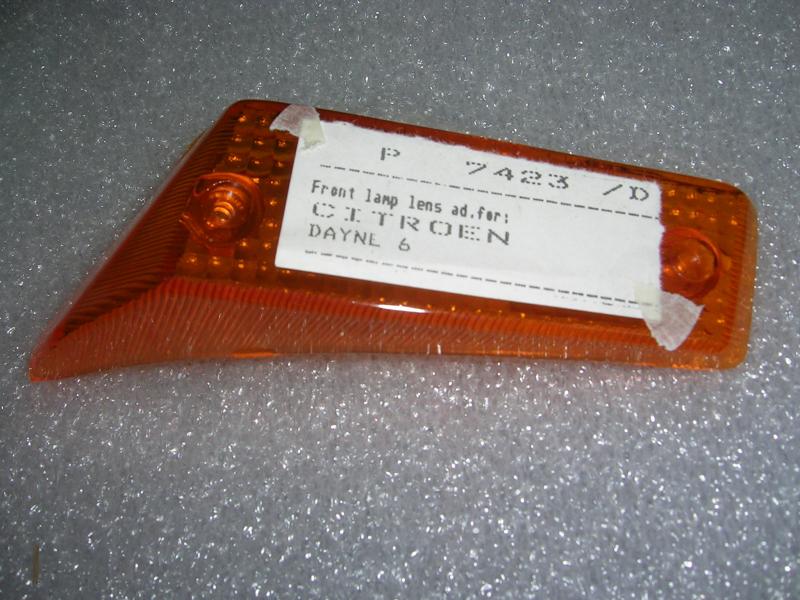 P 7423 /D
Front lamp lens ad.for:
CITROEN
DAYNE 6